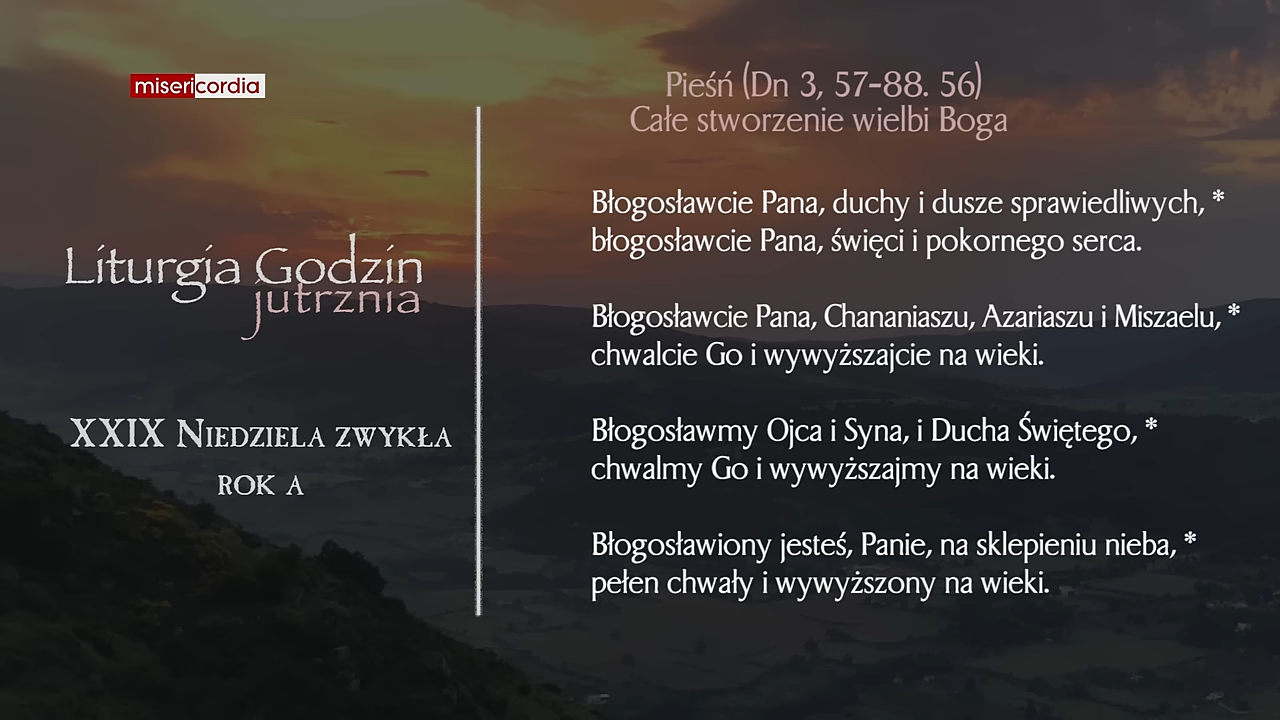 misericordia
Liturgia Godzin
jutrznia
XXIX Niedziela zwykła
rok A
Pieśń (Dn 3, 57-88. 56)
Całe stworzenie wielbi Boga
Błogosławcie Pana, duchy i dusze sprawiedliwych, *
błogosławcie Pana, święci i pokornego serca.
Błogosławcie Pana, Chananiaszu, Azariaszu i Miszaelu, *
chwalcie Go i wywyższajcie na wieki.
Błogosławmy Ojca i Syna, i Ducha Świętego, *
chwalmy Go i wywyższajmy na wieki.
Błogosławiony jesteś, Panie, na sklepieniu nieba, *
pełen chwały i wywyższony na wieki.